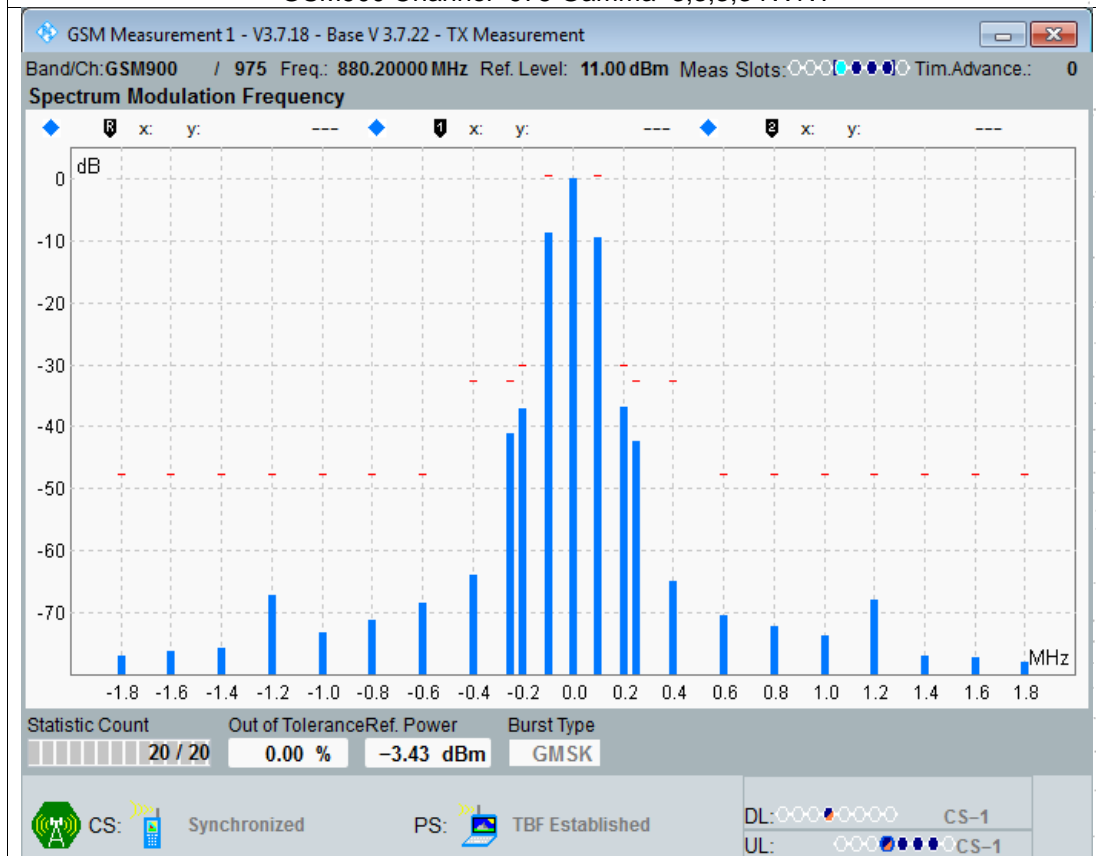 GSM Measurement 1 - V3.7.18 - Base V 3.7.22 - TX Measurement
Band/Ch:GSM900 / 975 Freq.: 880.20000 MHz Ref. Level: 11.00 dBm Meas Slots: Tim.Advance.: 0
Spectrum Modulation Frequency
R x: y: --- 1 x: y: --- 2 x: y: ---
dB
0
-10
-20
-30
-40
-50
-60
-70
MHz
-1.8 -1.6 -1.4 -1.2 -1.0 -0.8 -0.6 -0.4 -0.2 0.0 0.2 0.4 0.6 0.8 1.0 1.2 1.4 1.6 1.8
Statistic Count Out of Tolerance Ref. Power Burst Type
20 / 20 0.00 % −3.43 dBm GMSK
CS: Synchronized PS: TBF Established DL: CS−1
UL: CS−1